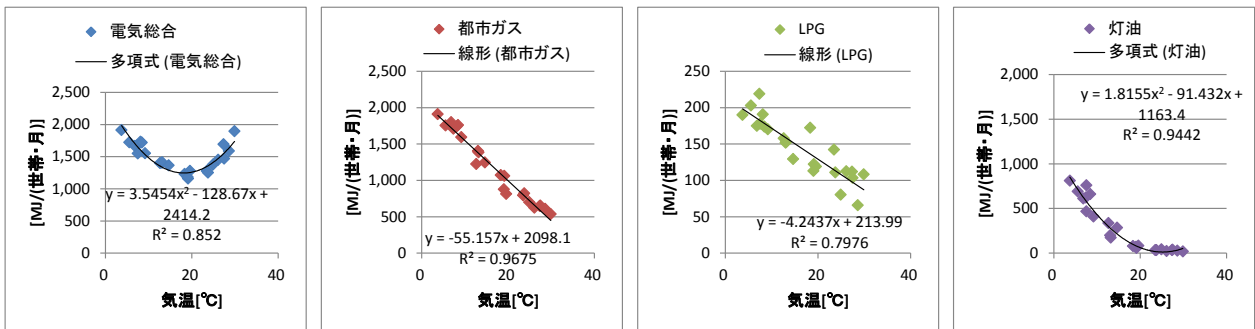 電気総合
多項式 (電気総合)
2,500
2,000
1,500
1,000
500
0
[MJ/(世帯・月)]
y = 3.5454x² - 128.67x +
2414.2
R² = 0.852
0
20
40
気温[℃]
都市ガス
線形 (都市ガス)
2,500
2,000
1,500
1,000
500
0
[MJ/(世帯・月)]
y = -55.157x + 2098.1
R² = 0.9675
0
20
40
気温[℃]
LPG
線形 (LPG)
250
200
150
100
50
0
[MJ/(世帯・月)]
y = -4.2437x + 213.99
R² = 0.7976
0
20
40
気温[℃]
灯油
多項式 (灯油)
2,000
1,500
1,000
500
0
[MJ/(世帯・月)]
y = 1.8155x² - 91.432x +
1163.4
R² = 0.9442
0
20
40
気温[℃]